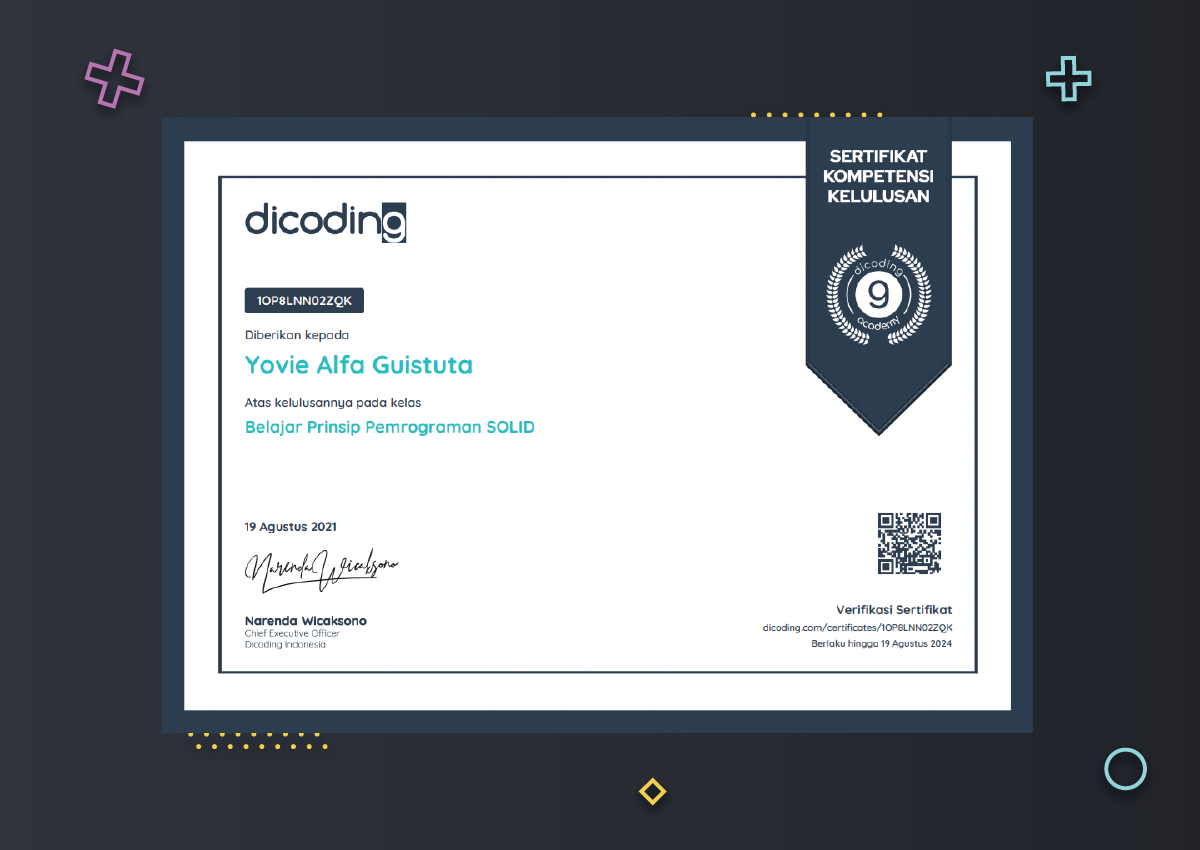 SERTIFIKAT
KOMPETENSI
KELULUSAN
dicoding
dicoding
g
academy
1OP8LNN02ZQK
Diberikan kepada
Yovie Alfa Guistuta
Atas kelulusannya pada kelas
Belajar Prinsip Pemrograman SOLID
19 Agustus 2021
Narenda Wicaksono
Narenda Wicaksono
Chief Executive Officer
Dicoding Indonesia
Verifikasi Sertifikat
dicoding.com/certificates/1OP8LNN02ZQK
Berlaku hingga 19 Agustus 2024